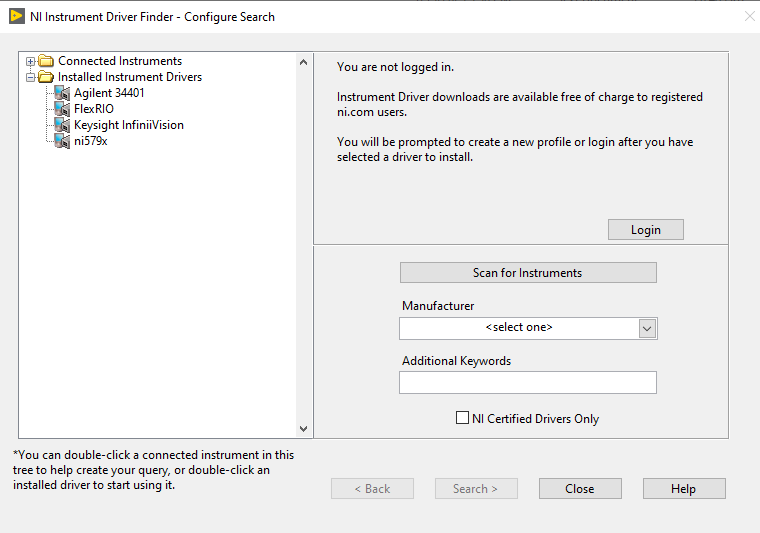 NI Instrument Driver Finder - Configure Search
Connected Instruments
Installed Instrument Drivers
Agilent 34401
FlexRIO
Keysight InfiniiVision
ni579x
*You can double-click a connected instrument in this
tree to help create your query, or double-click an
installed driver to start using it.
You are not logged in.
Instrument Driver downloads are available free of charge to registered
ni.com users.
You will be prompted to create a new profile or login after you have
selected a driver to install.
Login
Scan for Instruments
Manufacturer
<select one>
Additional Keywords
NI Certified Drivers Only
< Back
Search >
Close
Help